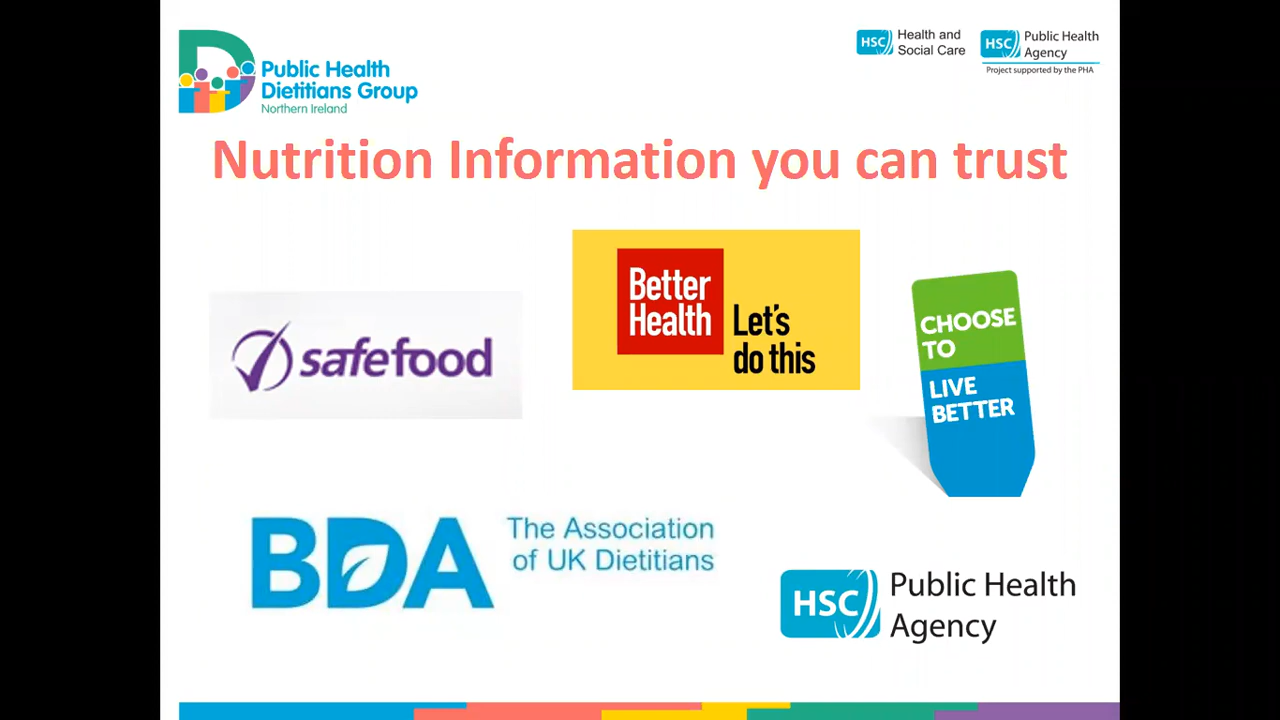 Public Health
Dietitians Group
Northern Ireland
HSC Health and
Social Care
HSC Public Health
Agency
Project supported by the PHA
Nutrition Information you can trust
safefood
Better
Health
Let's
do this
CHOOSE
TO
LIVE
BETTER
BDA The Association
of UK Dietitians
HSC Public Health
Agency